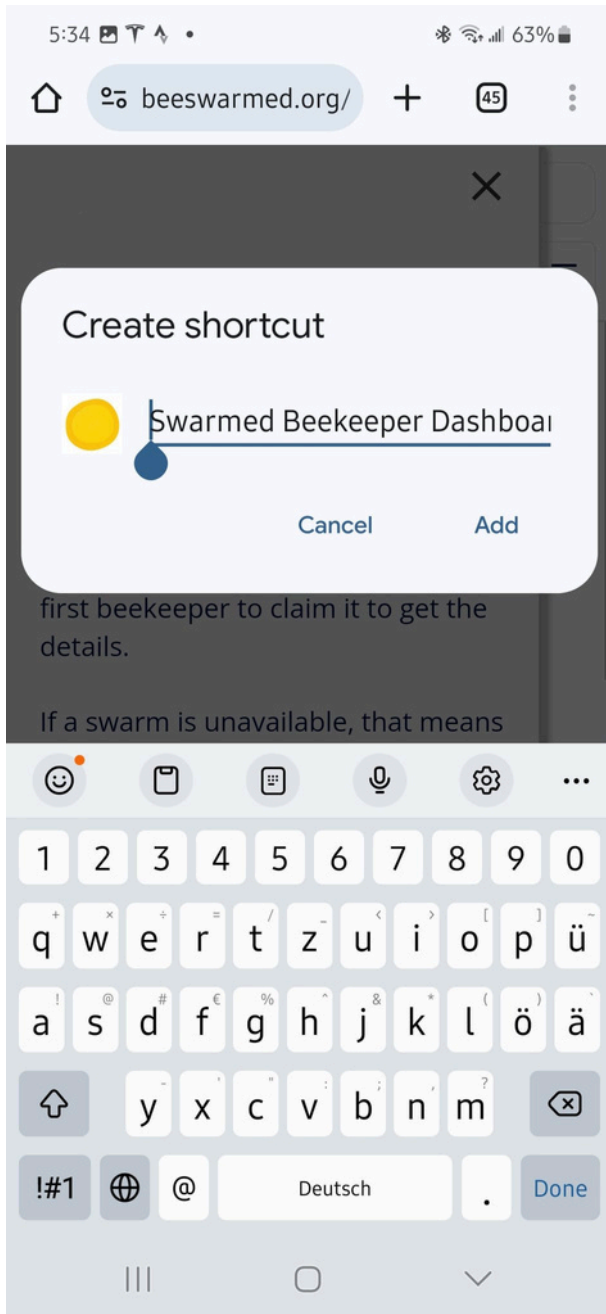 5:34
63%
beeswarmed.org/
45
Create shortcut
Swarmed Beekeeper Dashboar
Cancel
Add
first beekeeper to claim it to get the
details.
If a swarm is unavailable, that means
1 2 3 4 5 6 7 8 9 0
+ × ÷ = / _ < > [ ] ~
q w e r t z u i o p ü
! @ # € % ^ & * ( ) `
a s d f g h j k l ö ä
- ' " : ; , ?
y x c v b n m
!#1 @ Deutsch . Done